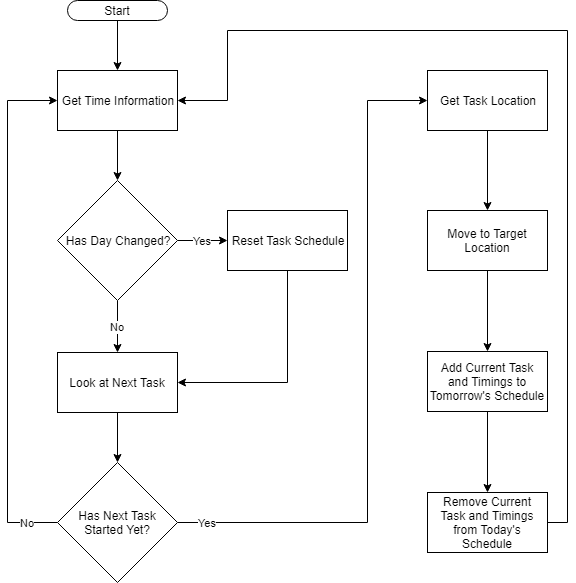 Start
Get Time Information
Get Task Location
Has Day Changed?
Yes
Reset Task Schedule
Move to Target
Location
No
Look at Next Task
Add Current Task
and Timings to
Tomorrow's Schedule
No
Has Next Task
Started Yet?
Yes
Remove Current
Task and Timings
from Today's
Schedule